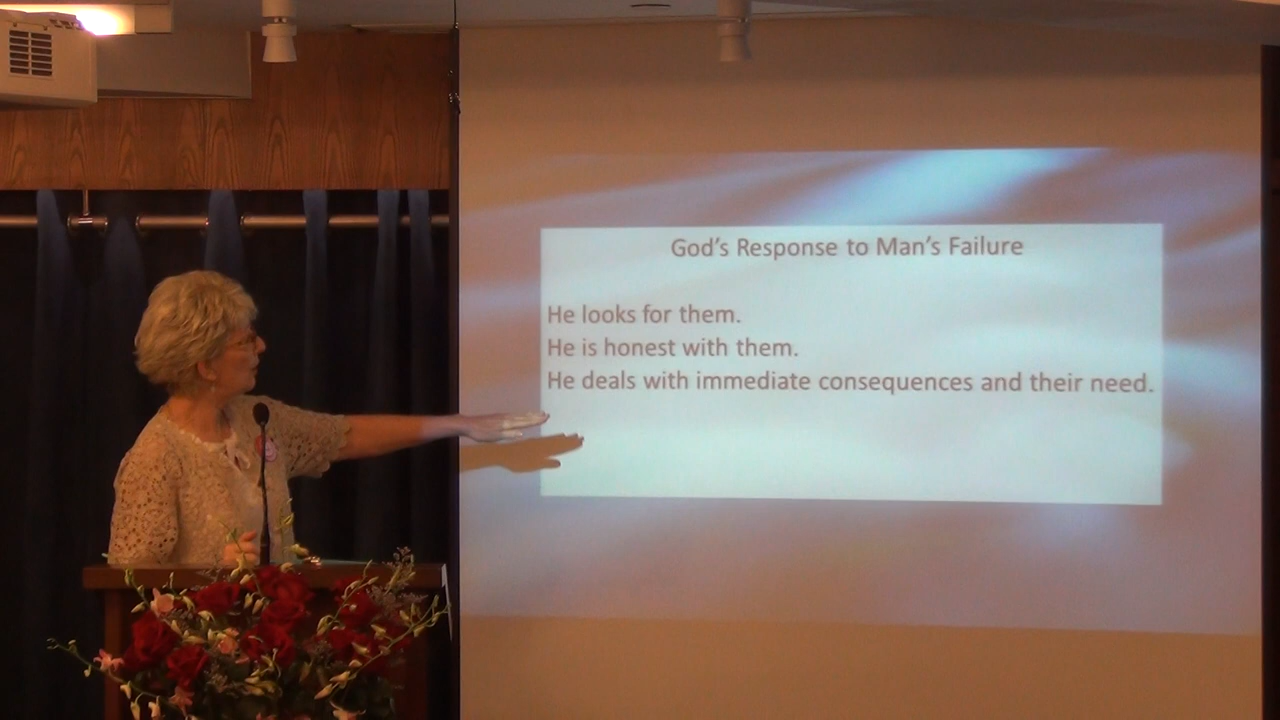 God’s Response to Man’s Failure
He looks for them.
He is honest with them.
He deals with immediate consequences and their need.